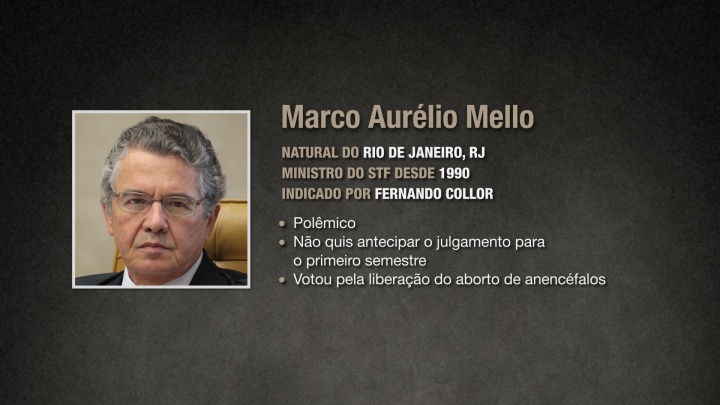 Marco Aurélio Mello
NATURAL DO RIO DE JANEIRO, RJ
MINISTRO DO STF DESDE 1990
INDICADO POR FERNANDO COLLOR
• Polêmico
• Não quis antecipar o julgamento para
o primeiro semestre
• Votou pela liberação do aborto de anencéfalos